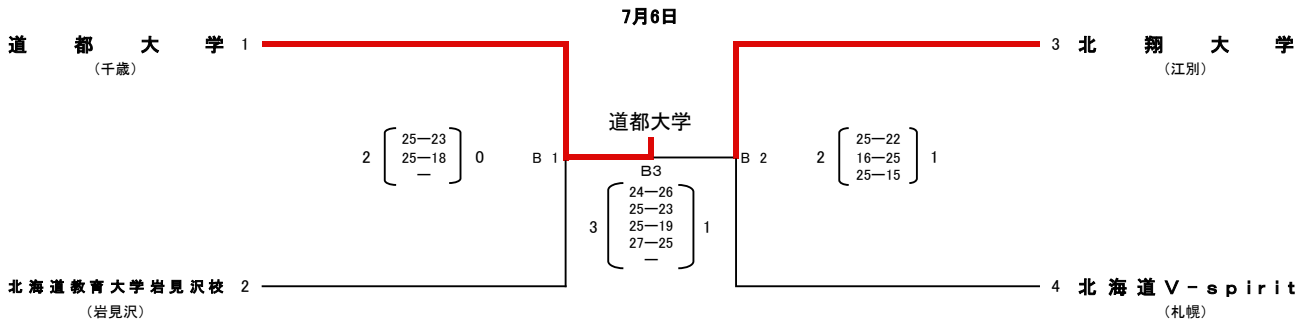 7月6日
道都大学 1
(千歳)
3 北翔大学
(江別)
道都大学
2 25―23 0
25―18
―
B 1
B 2
B3
2 25―22 1
16―25
25―15
3 24―26 1
25―23
25―19
27―25
―
北海道教育大学岩見沢校 2
(岩見沢)
4 北海道V-spirit
(札幌)